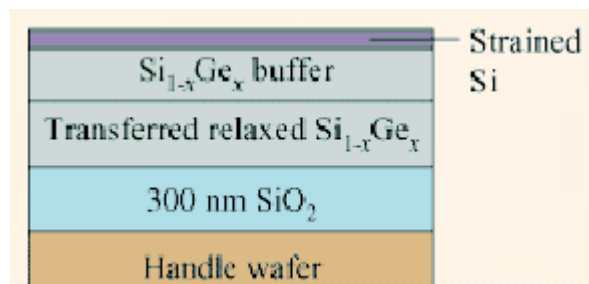 Strained
Si
Si₁₋ₓGeₓ buffer
Transferred relaxed Si₁₋ₓGeₓ
300 nm SiO₂
Handle wafer